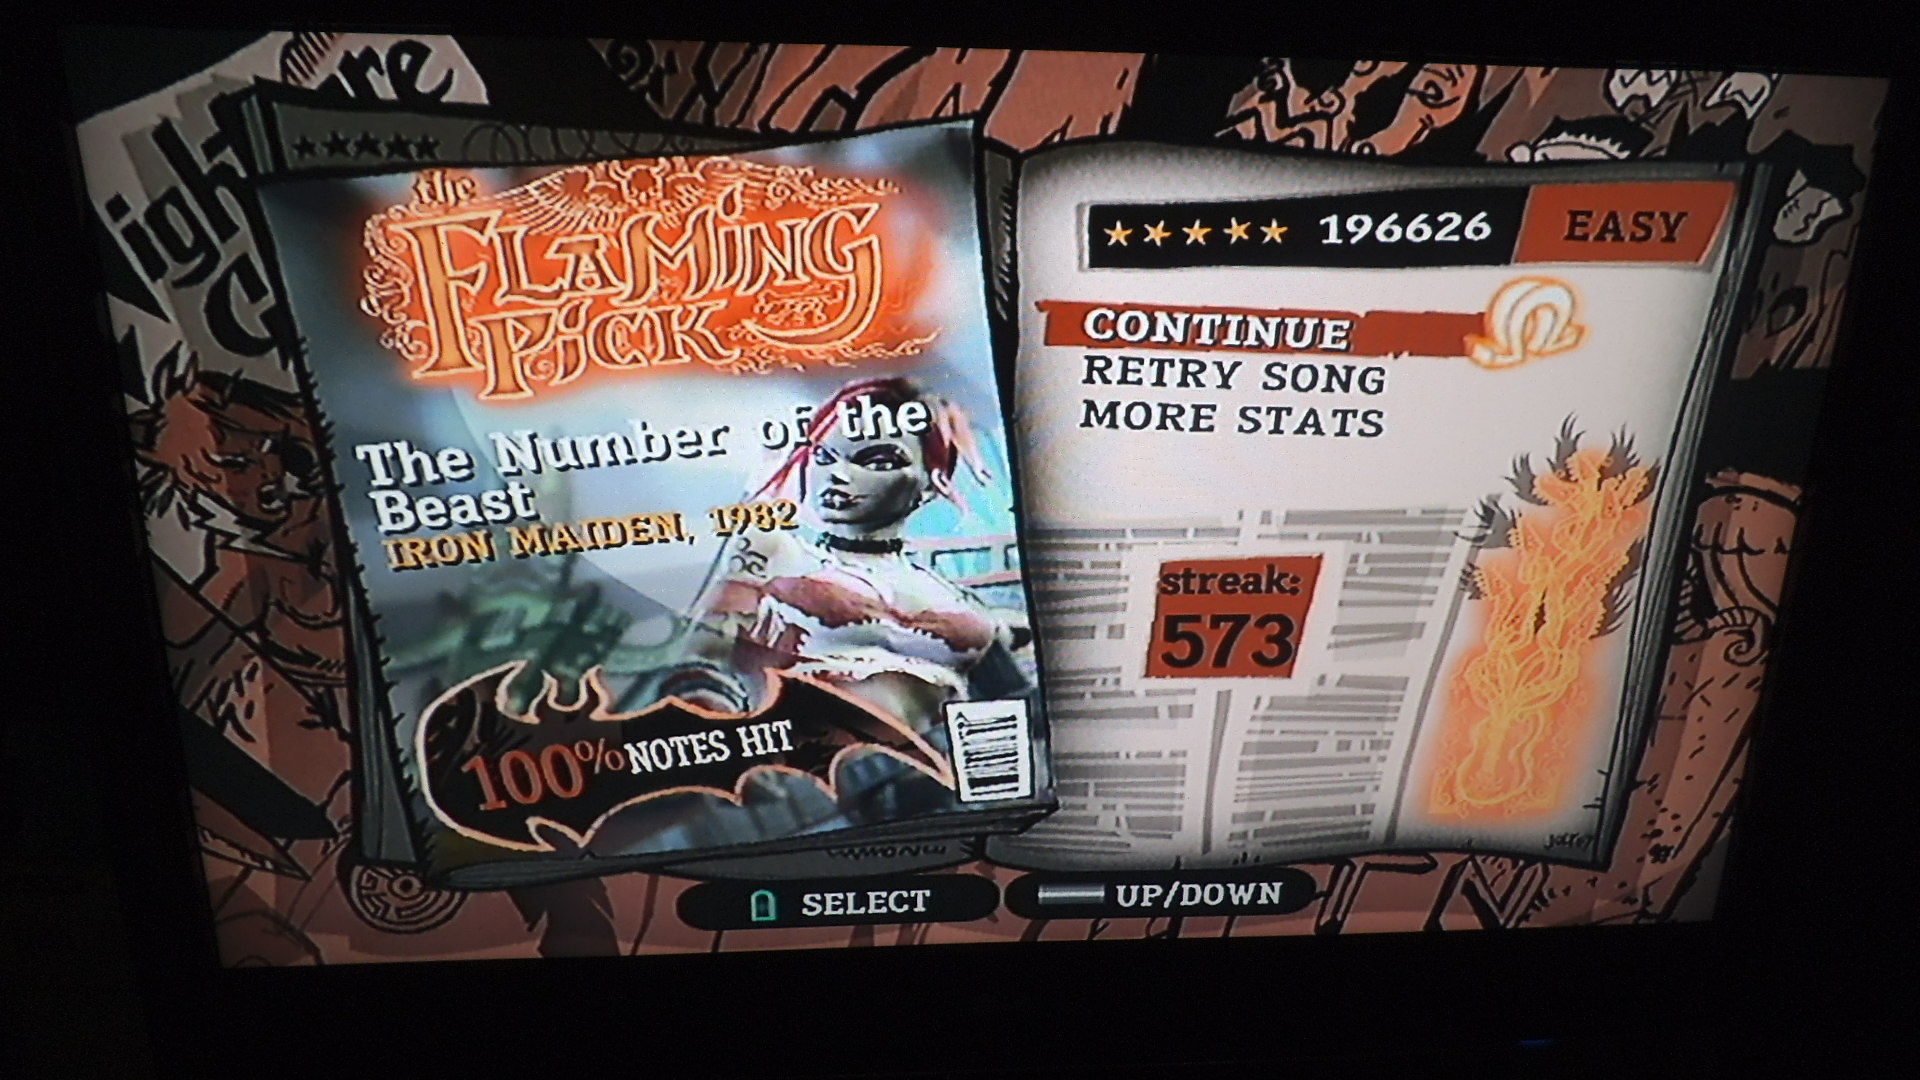 the
FLAMING
PICK
The Number of the
Beast
IRON MAIDEN, 1982
100% NOTES HIT
196626 EASY
CONTINUE
RETRY SONG
MORE STATS
streak:
573
SELECT
UP/DOWN